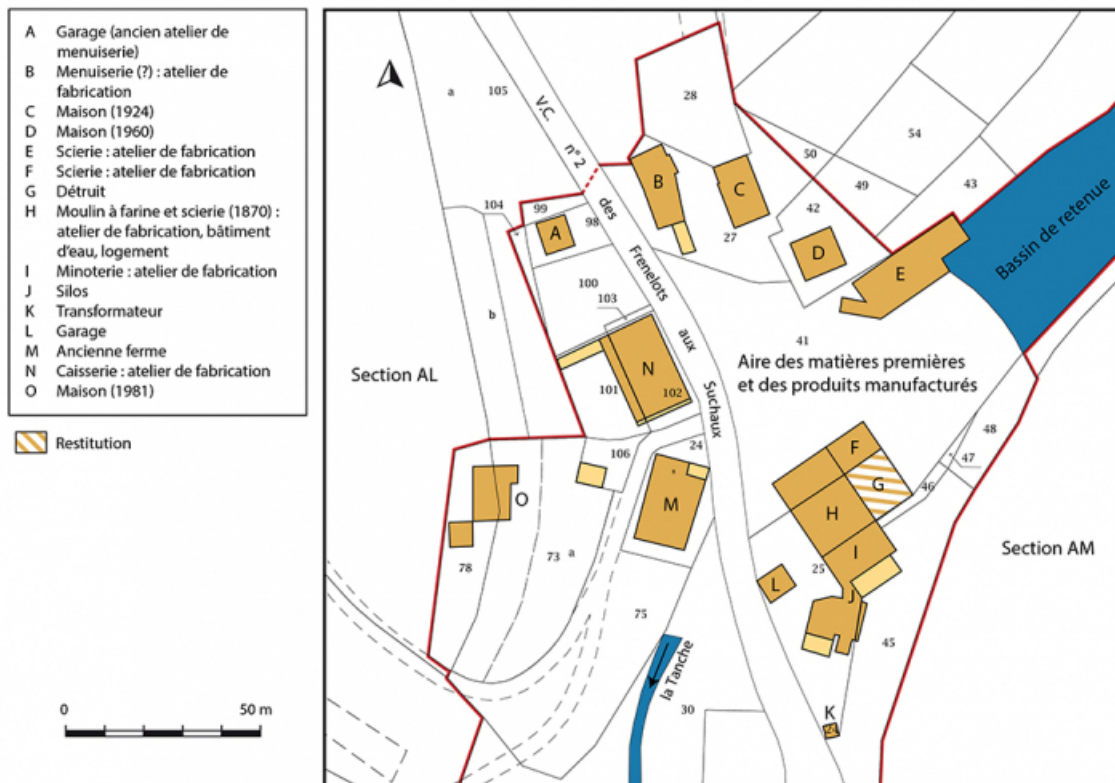 A Garage (ancien atelier de
menuiserie)
B Menuiserie (?) : atelier de
fabrication
C Maison (1924)
D Maison (1960)
E Scierie : atelier de fabrication
F Scierie : atelier de fabrication
G Détruit
H Moulin à farine et scierie (1870) :
atelier de fabrication, bâtiment
d'eau, logement
I Minoterie : atelier de fabrication
J Silos
K Transformateur
L Garage
M Ancienne ferme
N Caisserie : atelier de fabrication
O Maison (1981)
Restitution
0 50 m
a
105
V.C. n° 2 des Frenelots aux Suchaux
28
54
50
49
43
42
Bassin de retenue
104
99
98
A
B
C
27
D
E
100
103
b
41
Section AL
Aire des matières premières
et des produits manufacturés
N
101
102
48
47
46
106
24
F
G
O
M
H
I
Section AM
73
a
78
25
L
J
75
45
la Tanche
30
K